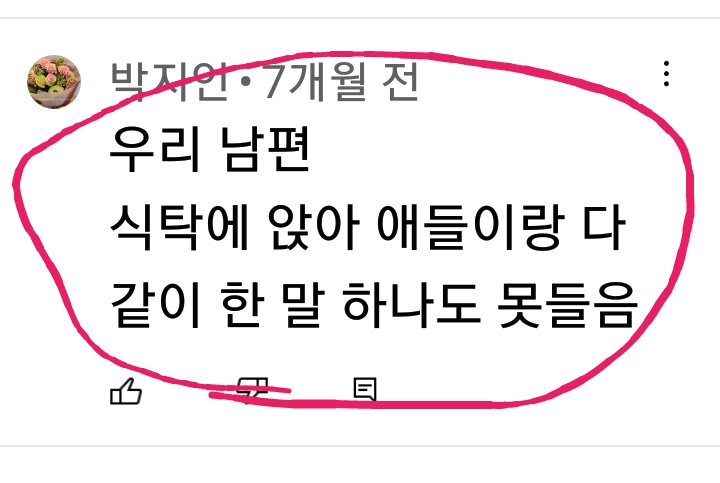 박지인 • 7개월 전
우리 남편
식탁에 앉아 애들이랑 다
같이 한 말 하나도 못들음